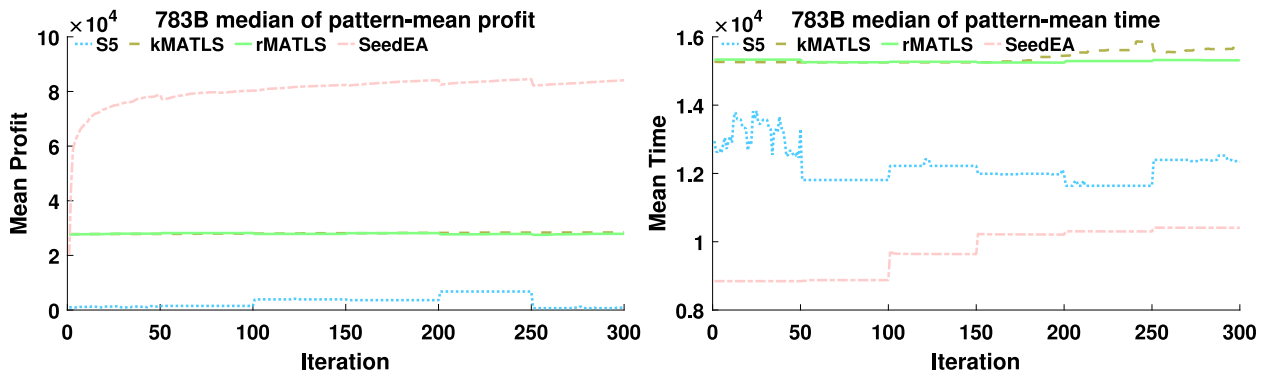 783B median of pattern-mean profit
×10⁴
S5 kMATLS rMATLS SeedEA
10
8
6
4
2
0
Mean Profit
0 50 100 150 200 250 300
Iteration
783B median of pattern-mean time
×10⁴
S5 kMATLS rMATLS SeedEA
1.6
1.4
1.2
1
0.8
Mean Time
0 50 100 150 200 250 300
Iteration